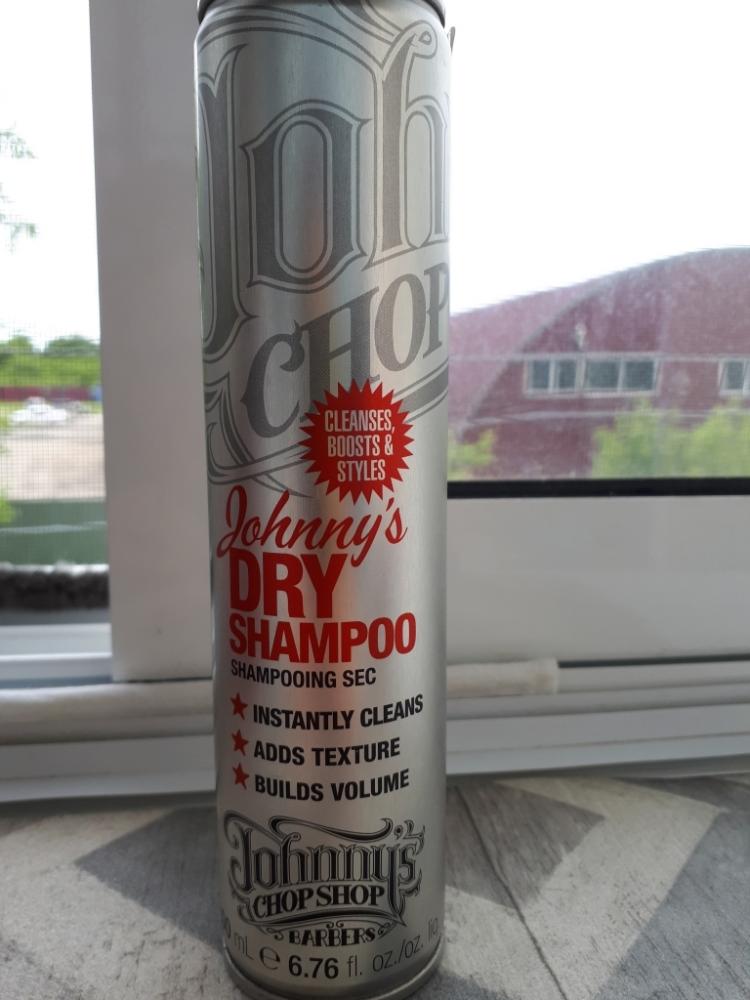 Joh
CHOP
CLEANSES,
BOOSTS &
STYLES
Johnny's
DRY
SHAMPOO
SHAMPOOING SEC
INSTANTLY CLEANS
ADDS TEXTURE
BUILDS VOLUME
Johnny's
CHOP SHOP
BARBERS
mL e 6.76 fl. oz./oz.